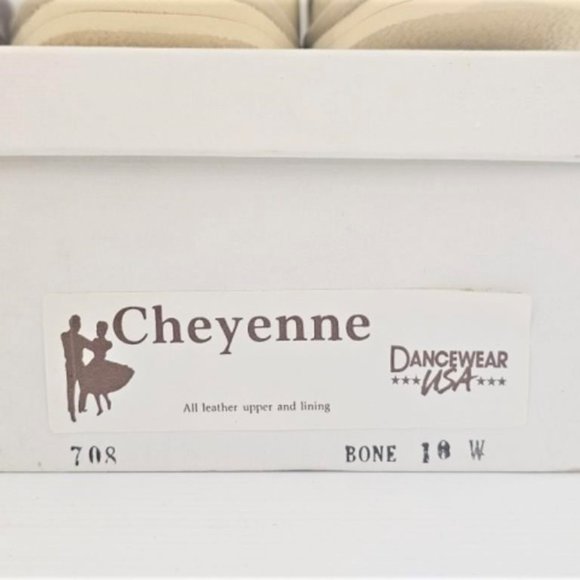 Cheyenne
DANCEWEAR
USA
All leather upper and lining
708 BONE 10 W